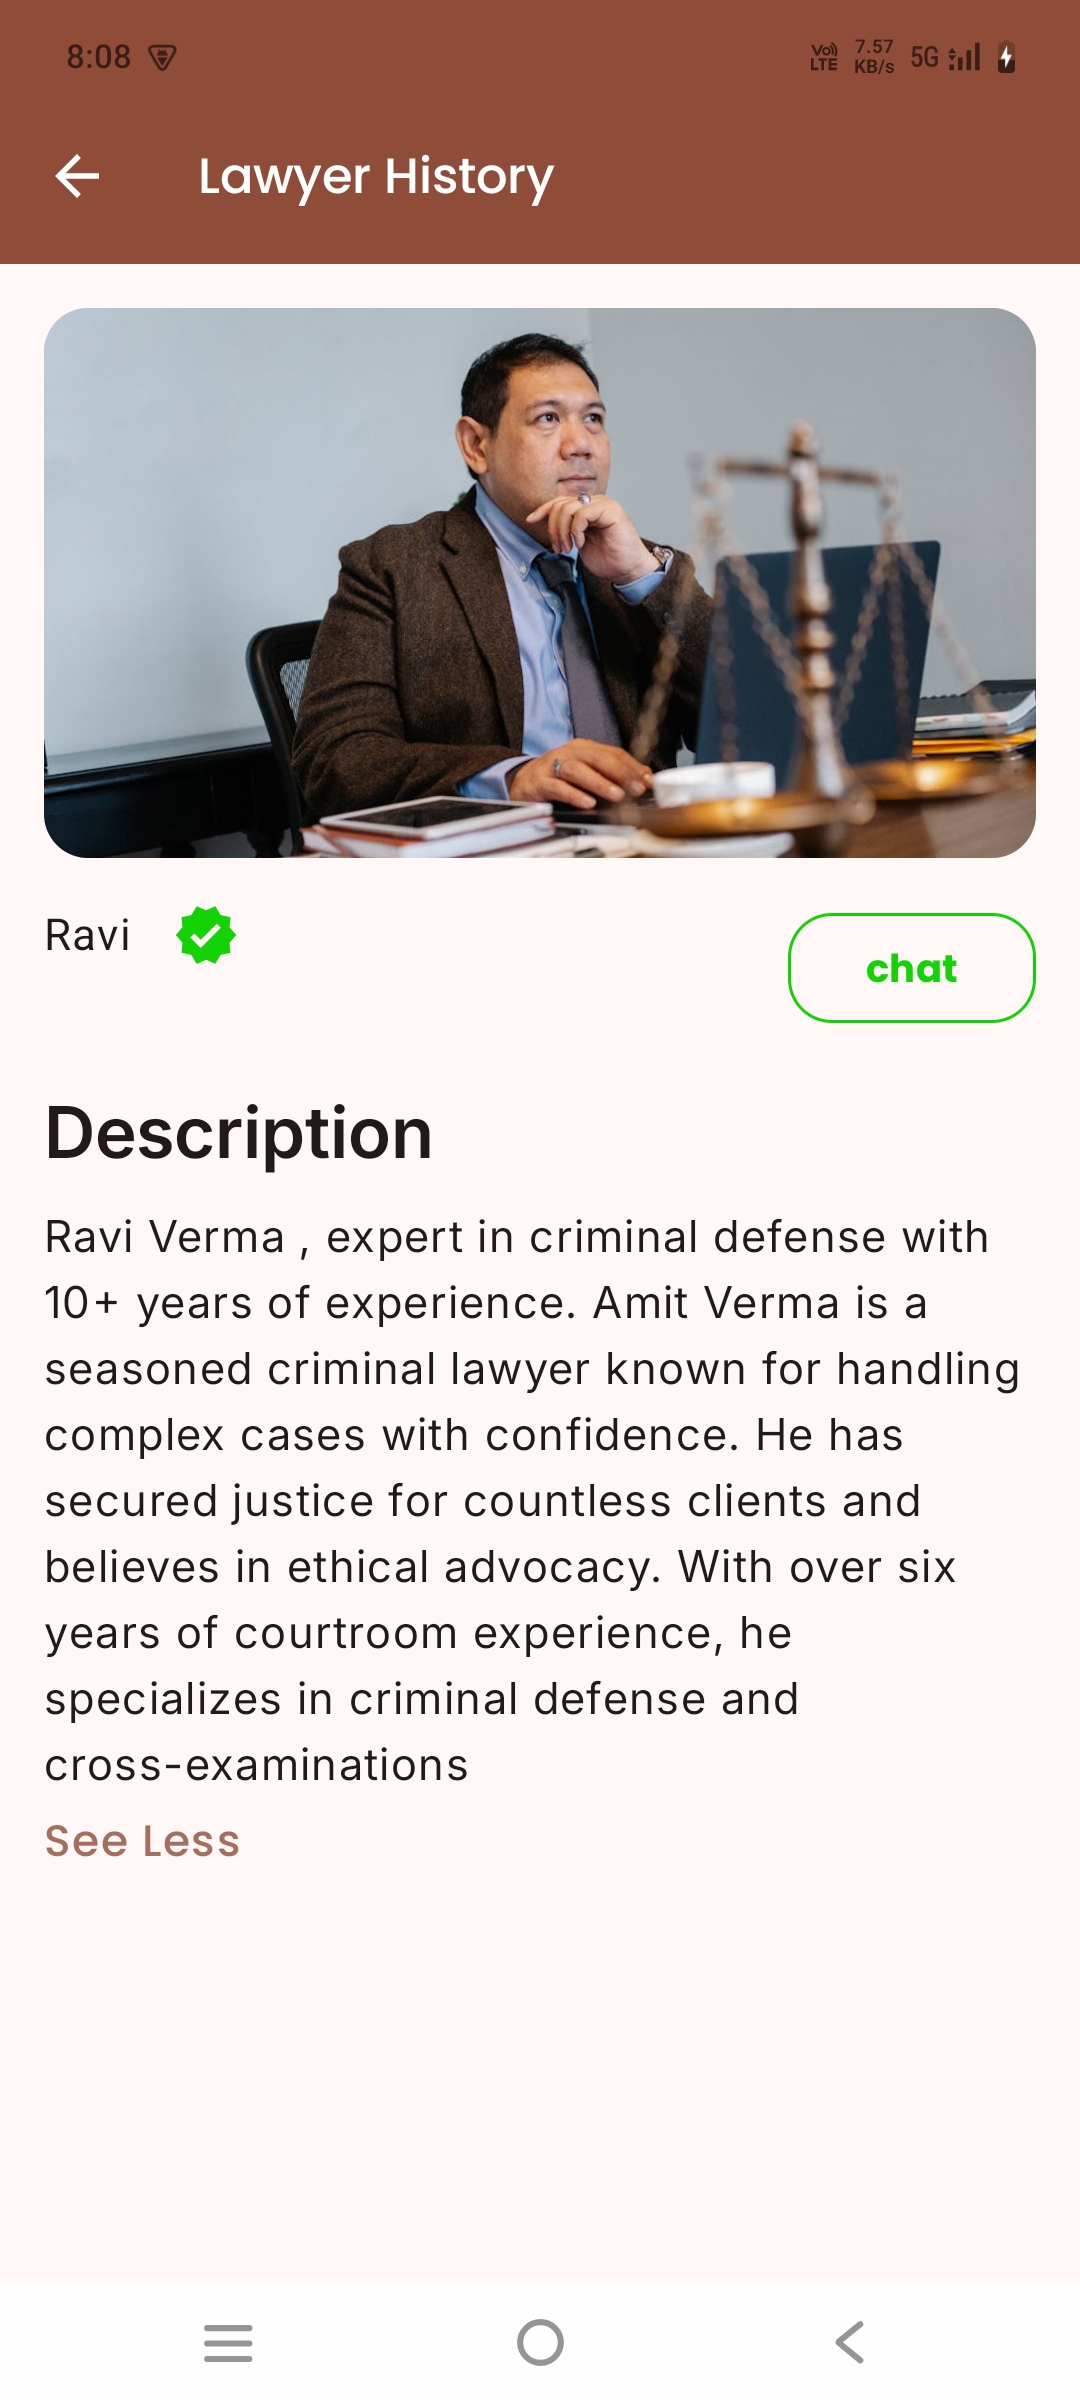 8:08 Vo) LTE 7.57 KB/s 5G
Lawyer History
Ravi
chat
Description
Ravi Verma , expert in criminal defense with
10+ years of experience. Amit Verma is a
seasoned criminal lawyer known for handling
complex cases with confidence. He has
secured justice for countless clients and
believes in ethical advocacy. With over six
years of courtroom experience, he
specializes in criminal defense and
cross-examinations
See Less